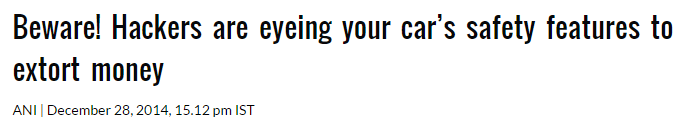 Beware! Hackers are eyeing your car’s safety features to
extort money
ANI | December 28, 2014, 15.12 pm IST